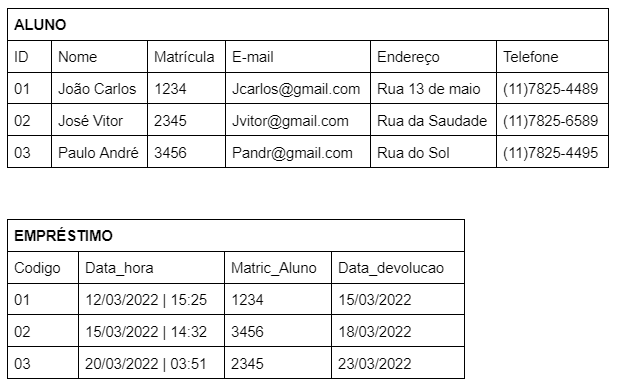 ALUNO
ID Nome Matrícula E-mail Endereço Telefone
01 João Carlos 1234 Jcarlos@gmail.com Rua 13 de maio (11)7825-4489
02 José Vitor 2345 Jvitor@gmail.com Rua da Saudade (11)7825-6589
03 Paulo André 3456 Pandr@gmail.com Rua do Sol (11)7825-4495
EMPRÉSTIMO
Codigo Data_hora Matric_Aluno Data_devolucao
01 12/03/2022 | 15:25 1234 15/03/2022
02 15/03/2022 | 14:32 3456 18/03/2022
03 20/03/2022 | 03:51 2345 23/03/2022